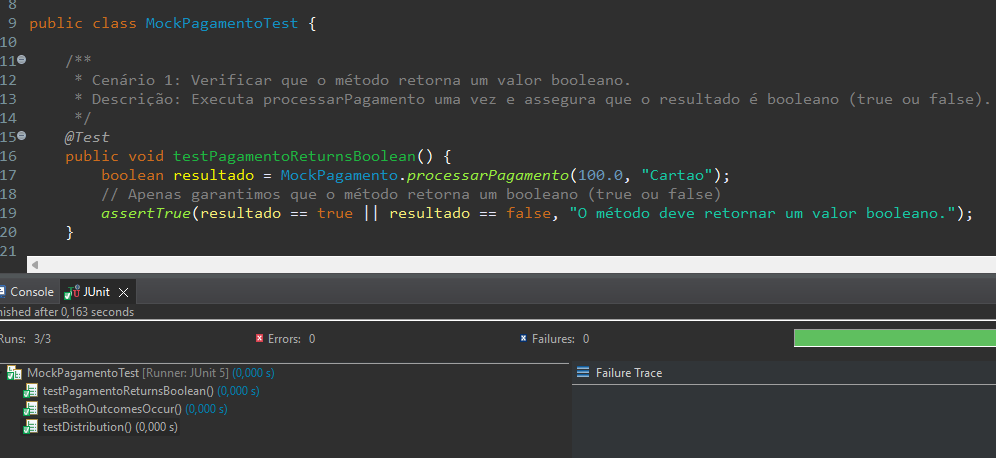 8
9 public class MockPagamentoTest {
10
11 /**
12 * Cenário 1: Verificar que o método retorna um valor booleano.
13 * Descrição: Executa processarPagamento uma vez e assegura que o resultado é booleano (true ou false).
14 */
15 @Test
16 public void testPagamentoReturnsBoolean() {
17 boolean resultado = MockPagamento.processarPagamento(100.0, "Cartao");
18 // Apenas garantimos que o método retorna um booleano (true ou false)
19 assertTrue(resultado == true || resultado == false, "O método deve retornar um valor booleano.");
20 }
21
Console JUnit
nished after 0,163 seconds
Runs: 3/3 Errors: 0 Failures: 0
MockPagamentoTest [Runner: JUnit 5] (0,000 s)
testPagamentoReturnsBoolean() (0,000 s)
testBothOutcomesOccur() (0,000 s)
testDistribution() (0,000 s)
Failure Trace